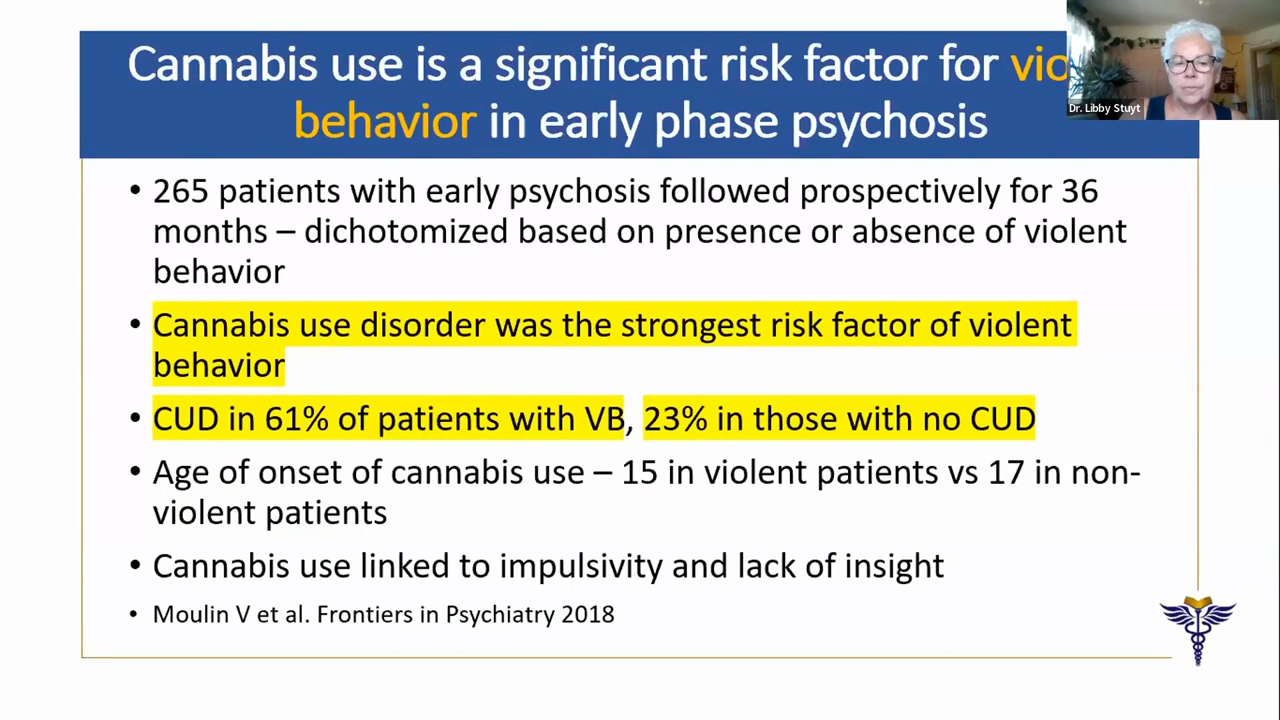 Cannabis use is a significant risk factor for
behavior in early phase psychosis
Dr. Libby Stuyt
• 265 patients with early psychosis followed prospectively for 36
months – dichotomized based on presence or absence of violent
behavior
• Cannabis use disorder was the strongest risk factor of violent
behavior
• CUD in 61% of patients with VB, 23% in those with no CUD
• Age of onset of cannabis use – 15 in violent patients vs 17 in non-
violent patients
• Cannabis use linked to impulsivity and lack of insight
• Moulin V et al. Frontiers in Psychiatry 2018